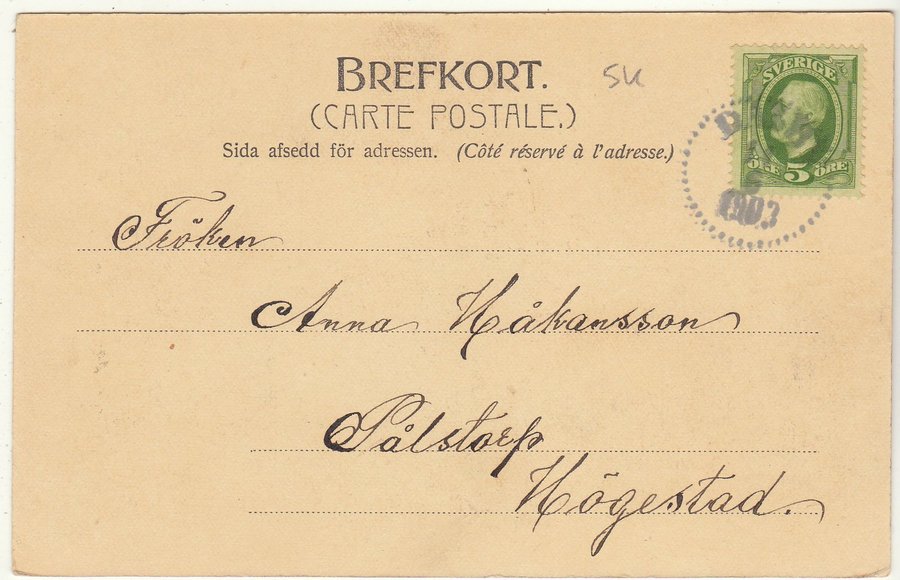 BREFKORT.
(CARTE POSTALE.)
Sida afsedd för adressen. (Côté réservé à l'adresse.)
SK
SVERIGE
ÖRE 5 ÖRE
1903
Fröken
Anna Håkansson
Pålstorp
Högestad.